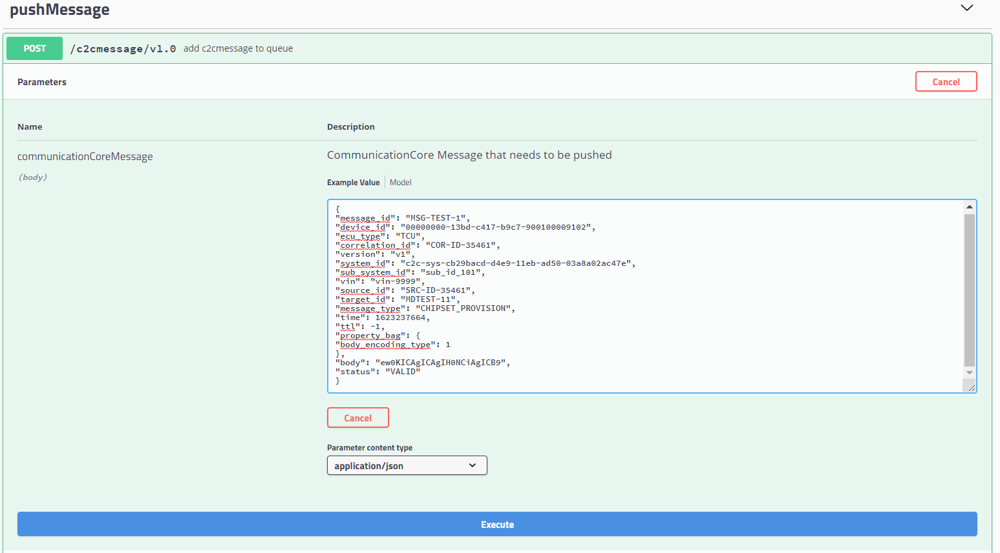 pushMessage
POST /c2cmessage/v1.0 add c2cmessage to queue
Parameters Cancel
Name Description
communicationCoreMessage CommunicationCore Message that needs to be pushed
(body)
Example Value Model
{
"message_id": "MSG-TEST-1",
"device_id": "00000000-13bd-c417-b9c7-900100009102",
"ecu_type": "TCU",
"correlation_id": "COR-ID-35461",
"version": "v1",
"system_id": "c2c-sys-cb29bacd-d4e9-11eb-ad50-03a8a02ac47e",
"sub_system_id": "sub_id_101",
"vin": "vin-9999",
"source_id": "SRC-ID-35461",
"target_id": "MDTEST-11",
"message_type": "CHIPSET_PROVISION",
"time": 1623237664,
"ttl": -1,
"property_bag": {
"body_encoding_type": 1
},
"body": "ew0KICAgICAgIH0NCiAgICB9",
"status": "VALID"
}
Cancel
Parameter content type
application/json
Execute